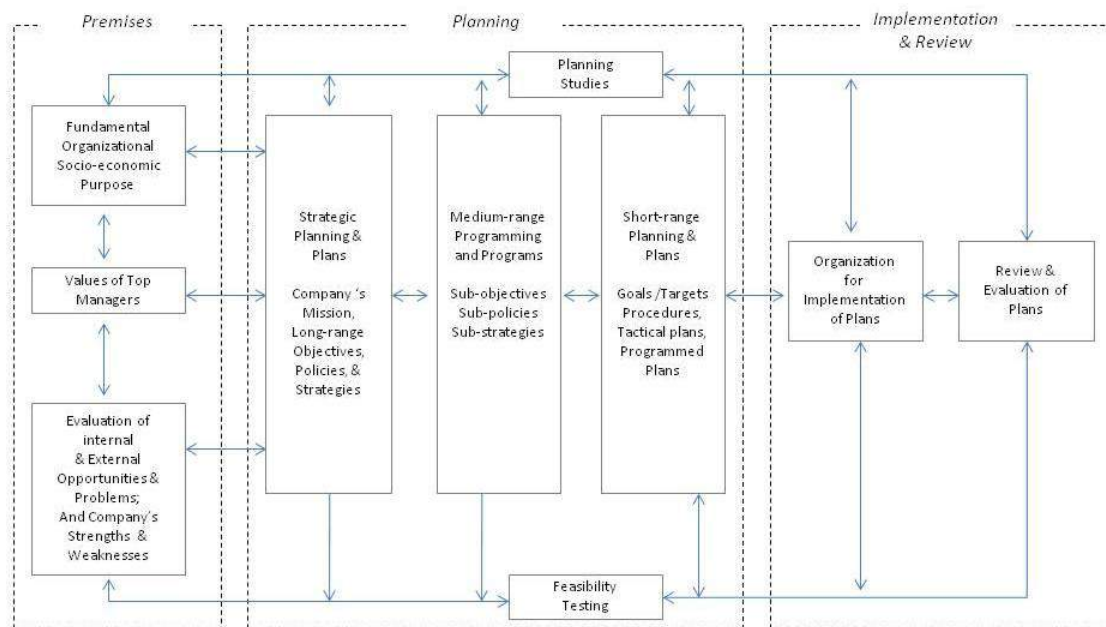 Premises
Planning
Implementation
& Review
Planning
Studies
Fundamental
Organizational
Socio-economic
Purpose
Values of Top
Managers
Evaluation of
internal
& External
Opportunities &
Problems;
And Company's
Strengths &
Weaknesses
Strategic
Planning &
Plans
Company 's
Mission,
Long-range
Objectives,
Policies, &
Strategies
Medium-range
Programming
and Programs
Sub-objectives
Sub-policies
Sub-strategies
Short-range
Planning &
Plans
Goals /Targets
Procedures,
Tactical plans,
Programmed
Plans
Organization
for
Implementation
of Plans
Review &
Evaluation of
Plans
Feasibility
Testing